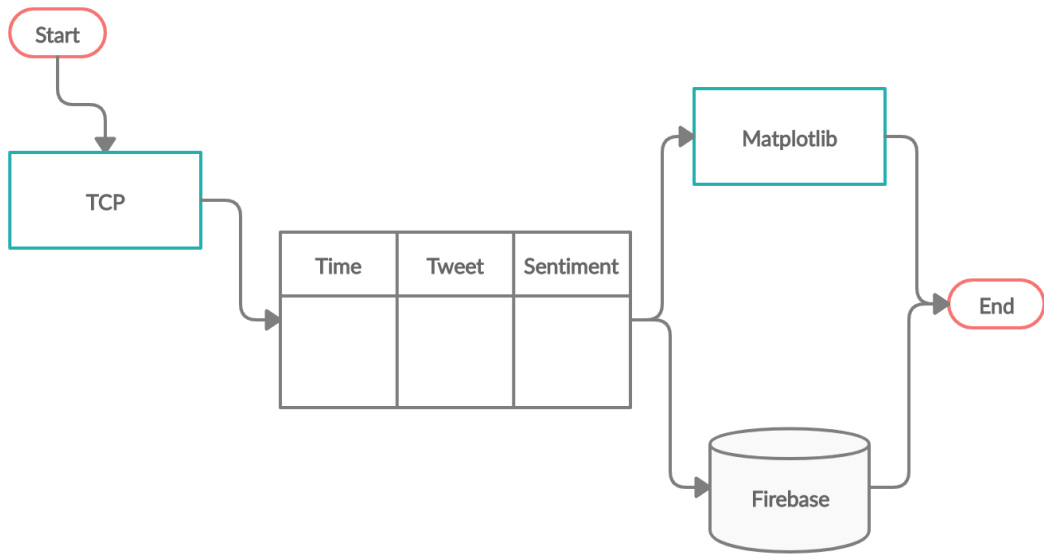 Start
TCP
Time Tweet Sentiment
Matplotlib
Firebase
End